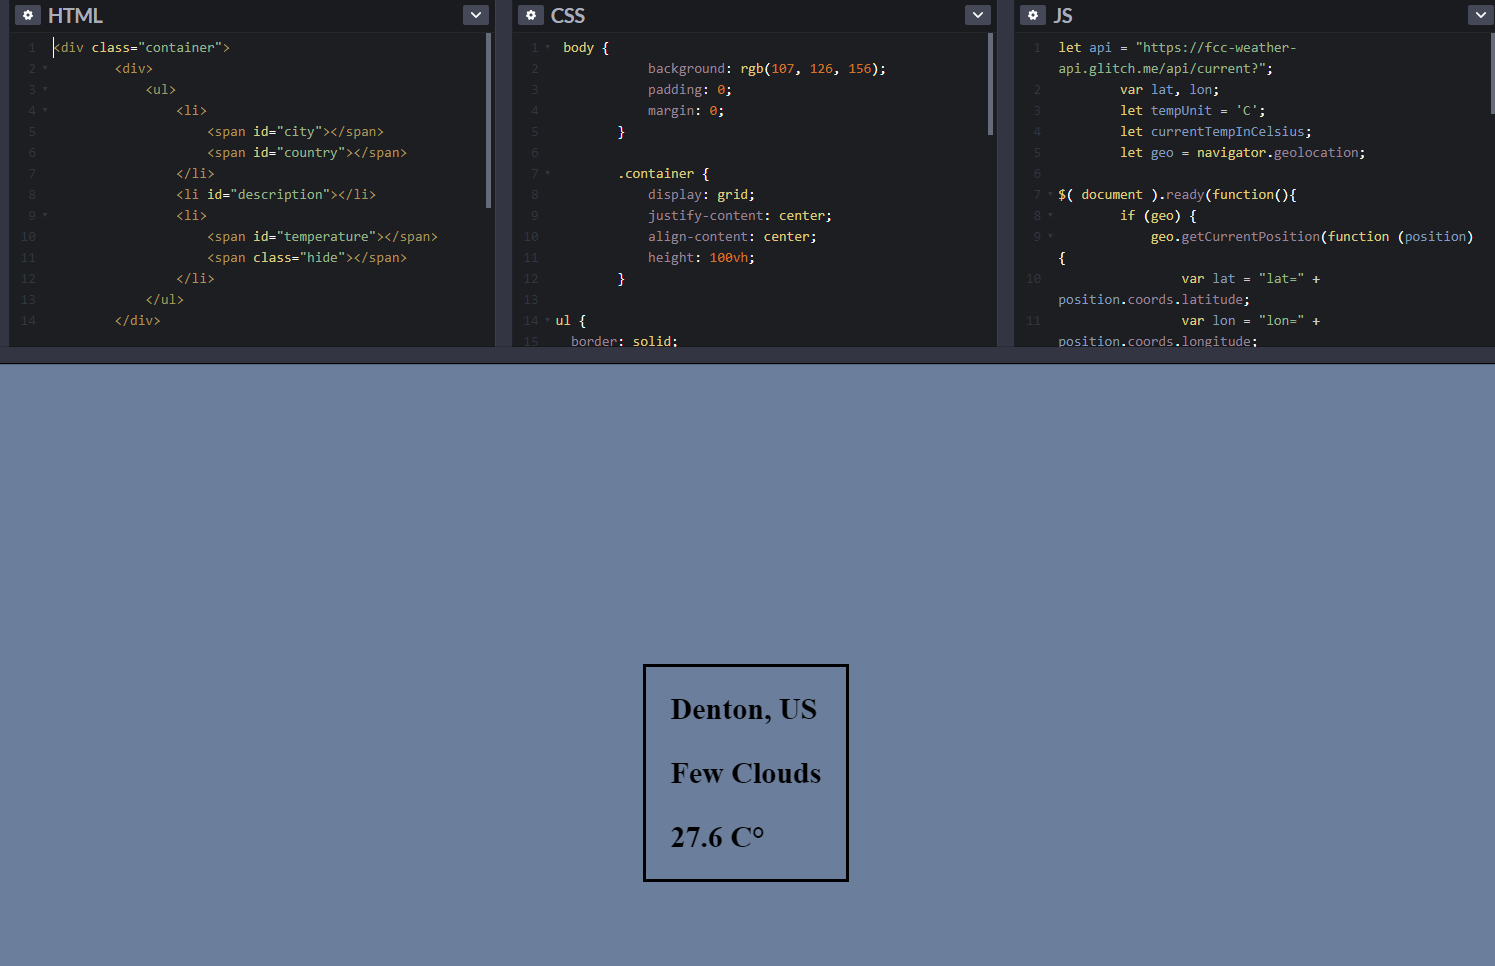 HTML
1 <div class="container">
2 <div>
3 <ul>
4 <li>
5 <span id="city"></span>
6 <span id="country"></span>
7 </li>
8 <li id="description"></li>
9 <li>
10 <span id="temperature"></span>
11 <span class="hide"></span>
12 </li>
13 </ul>
14 </div>
CSS
1 body {
2 background: rgb(107, 126, 156);
3 padding: 0;
4 margin: 0;
5 }
6
7 .container {
8 display: grid;
9 justify-content: center;
10 align-content: center;
11 height: 100vh;
12 }
13
14 ul {
15 border: solid;
JS
1 let api = "https://fcc-weather-
api.glitch.me/api/current?";
2 var lat, lon;
3 let tempUnit = 'C';
4 let currentTempInCelsius;
5 let geo = navigator.geolocation;
6
7 $( document ).ready(function(){
8 if (geo) {
9 geo.getCurrentPosition(function (position)
{
10 var lat = "lat=" +
position.coords.latitude;
11 var lon = "lon=" +
position.coords.longitude;
Denton, US
Few Clouds
27.6 C°